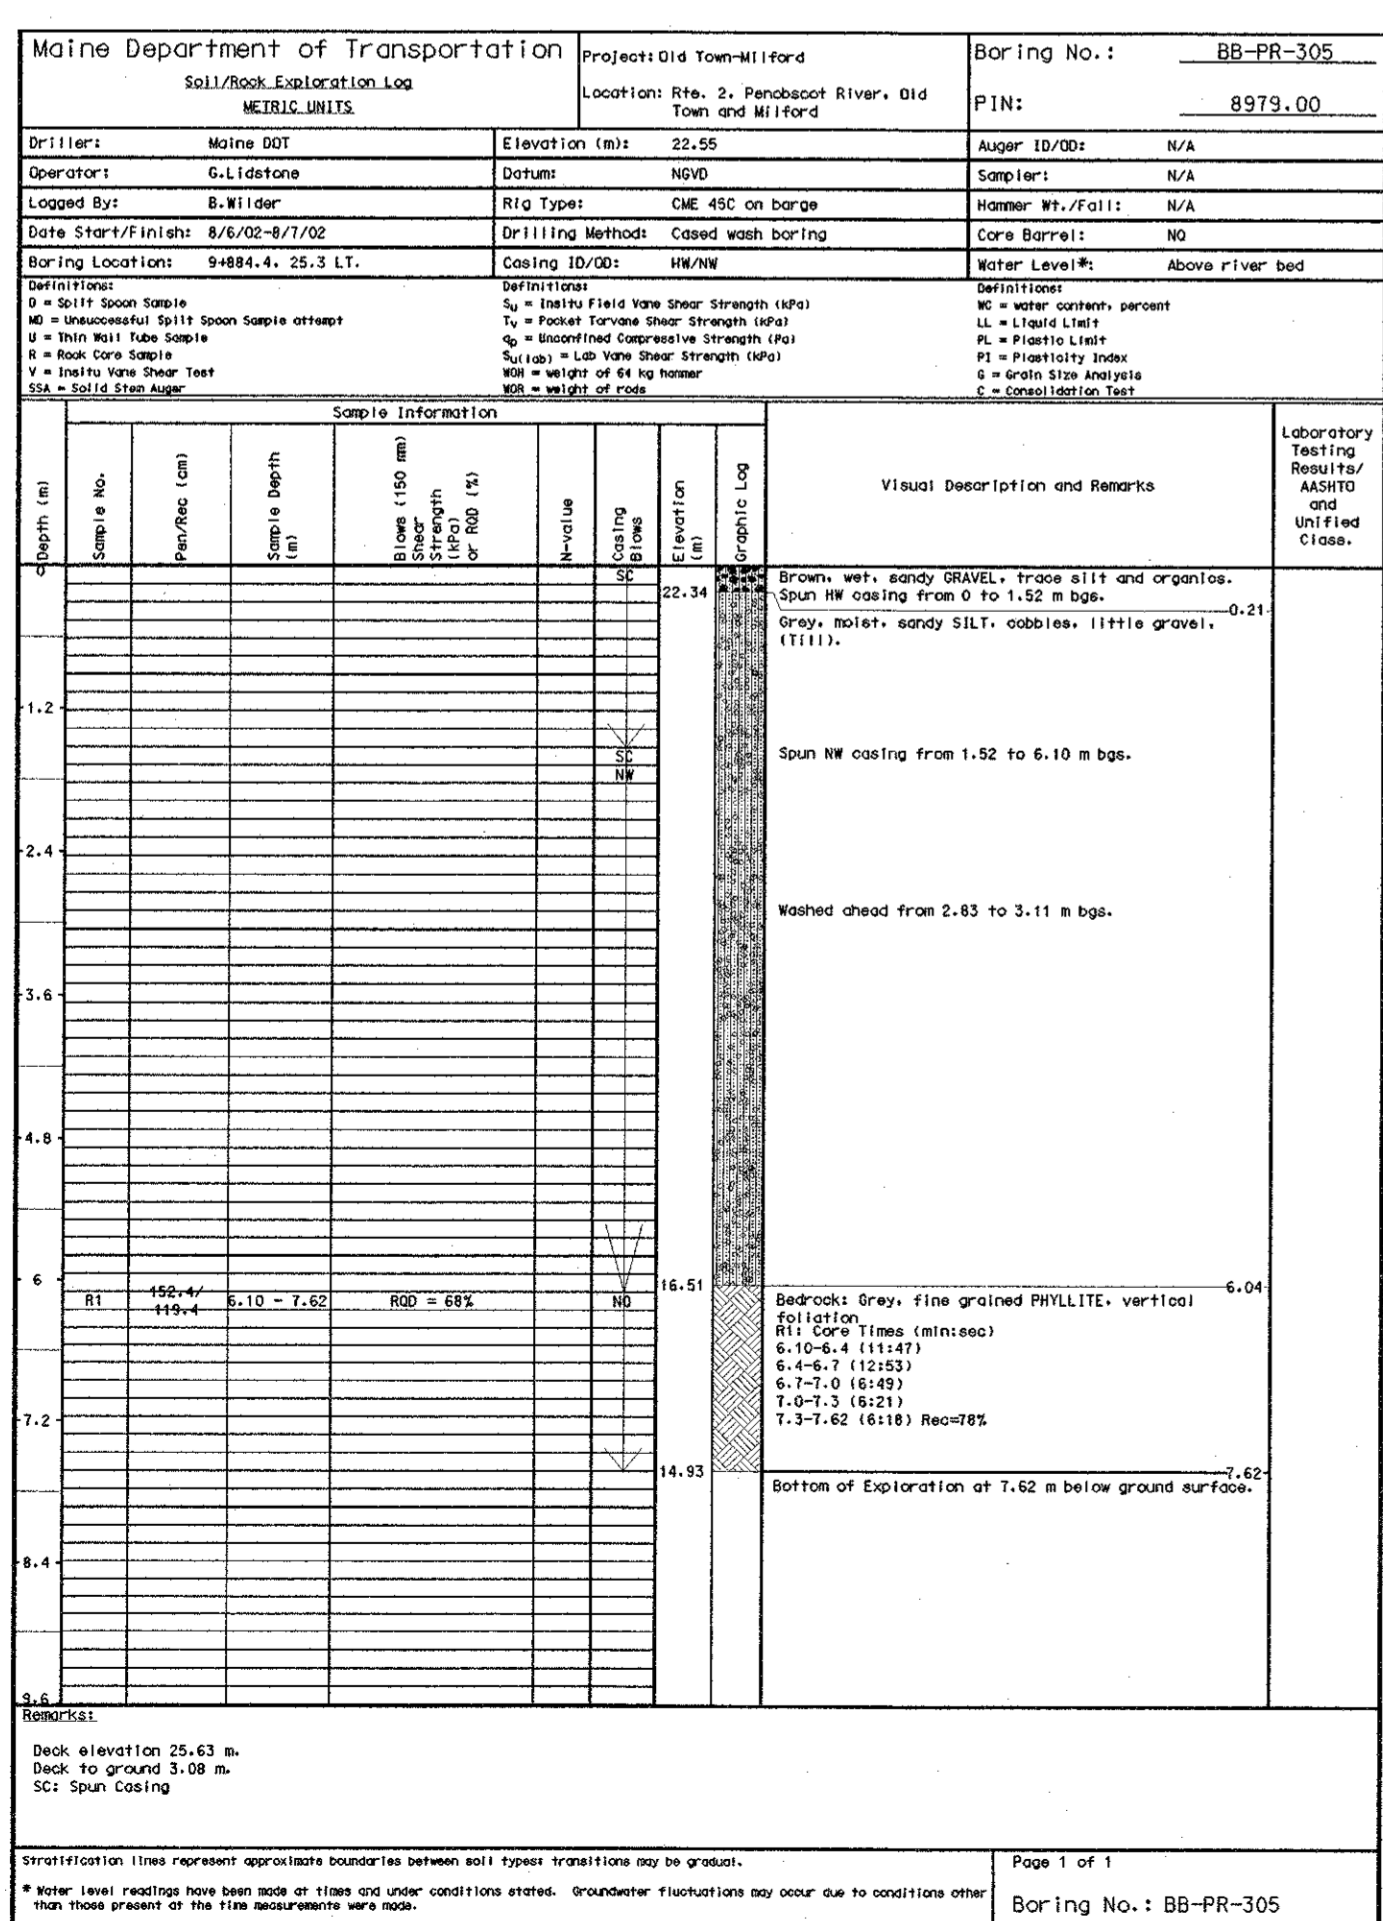 Maine Department of Transportation
Soil/Rock Exploration Log
METRIC UNITS
Project: Old Town-Milford
Location: Rte. 2, Penobscot River, Old
Town and Milford
Boring No.: BB-PR-305
PIN: 8979.00
Driller: Maine DOT
Elevation (m): 22.55
Auger ID/OD: N/A
Operator: G.Lidstone
Datum: NGVD
Sampler: N/A
Logged By: B.Wilder
Rig Type: CME 45C on barge
Hammer Wt./Fall: N/A
Date Start/Finish: 8/6/02-8/7/02
Drilling Method: Cased wash boring
Core Barrel: NQ
Boring Location: 9+884.4, 25.3 LT.
Casing ID/OD: HW/NW
Water Level*: Above river bed
Definitions:
D = Split Spoon Sample
MD = Unsuccessful Split Spoon Sample attempt
U = Thin Wall Tube Sample
R = Rock Core Sample
V = Insitu Vane Shear Test
SSA = Solid Stem Auger
Definitions:
Su = Insitu Field Vane Shear Strength (kPa)
Tv = Pocket Torvane Shear Strength (kPa)
qp = Unconfined Compressive Strength (Pa)
Su(lab) = Lab Vane Shear Strength (kPa)
WOH = weight of 64 kg hammer
WOR = weight of rods
Definitions:
WC = water content, percent
LL = Liquid Limit
PL = Plastic Limit
PI = Plasticity Index
G = Grain Size Analysis
C = Consolidation Test
Sample Information
Depth (m)
Sample No.
Pen/Rec (cm)
Sample Depth
(m)
Blows (150 mm)
Shear
Strength
(kPa)
or RQD (%)
N-value
Casing
Blows
Elevation
(m)
Graphic Log
Visual Description and Remarks
Laboratory
Testing
Results/
AASHTO
and
Unified
Class.
0
SC
22.34
Brown, wet, sandy GRAVEL, trace silt and organics.
Spun HW casing from 0 to 1.52 m bgs.
0.21
Grey, moist, sandy SILT, cobbles, little gravel,
(Till).
1.2
SC
NW
Spun NW casing from 1.52 to 6.10 m bgs.
2.4
Washed ahead from 2.83 to 3.11 m bgs.
3.6
4.8
6
16.51
6.04
R1
152.4/
119.4
6.10 - 7.62
RQD = 68%
NQ
Bedrock: Grey, fine grained PHYLLITE, vertical
foliation
R1: Core Times (min:sec)
6.10-6.4 (11:47)
6.4-6.7 (12:53)
6.7-7.0 (6:49)
7.0-7.3 (6:21)
7.3-7.62 (6:18) Rec=78%
7.2
14.93
7.62
Bottom of Exploration at 7.62 m below ground surface.
8.4
9.6
Remarks:
Deck elevation 25.63 m.
Deck to ground 3.08 m.
SC: Spun Casing
Stratification lines represent approximate boundaries between soil types; transitions may be gradual.
* Water level readings have been made at times and under conditions stated. Groundwater fluctuations may occur due to conditions other
than those present at the time measurements were made.
Page 1 of 1
Boring No.: BB-PR-305